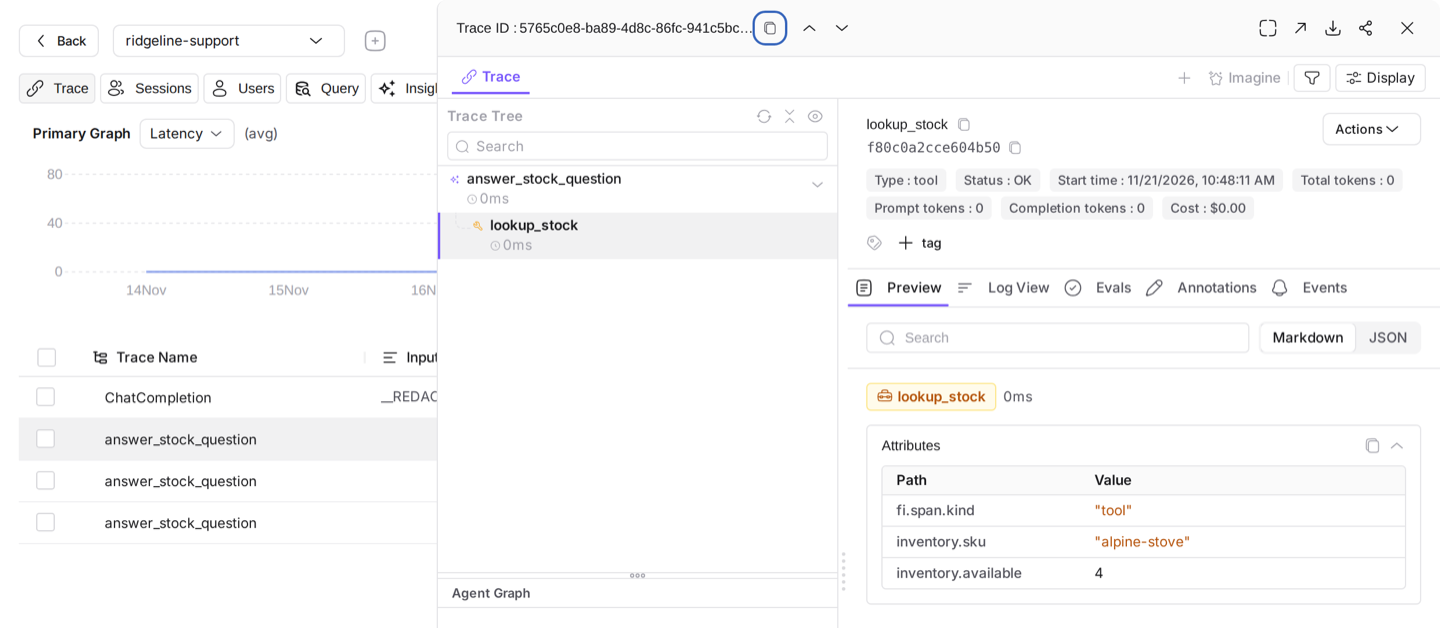 Back
ridgeline-support
Trace
Sessions
Users
Query
Primary Graph
Latency
(avg)
80
40
0
14Nov
15Nov
Trace Name
Input
ChatCompletion
answer_stock_question
answer_stock_question
answer_stock_question
Trace ID : 5765c0e8-ba89-4d8c-86fc-941c5bc...
Trace
Imagine
Display
Trace Tree
Search
answer_stock_question
0ms
lookup_stock
0ms
Agent Graph
lookup_stock
Actions
f80c0a2cce604b50
Type : tool
Status : OK
Start time : 11/21/2026, 10:48:11 AM
Total tokens : 0
Prompt tokens : 0
Completion tokens : 0
Cost : $0.00
tag
Preview
Log View
Evals
Annotations
Events
Search
Markdown
JSON
lookup_stock
0ms
Attributes
Path Value
fi.span.kind "tool"
inventory.sku "alpine-stove"
inventory.available 4